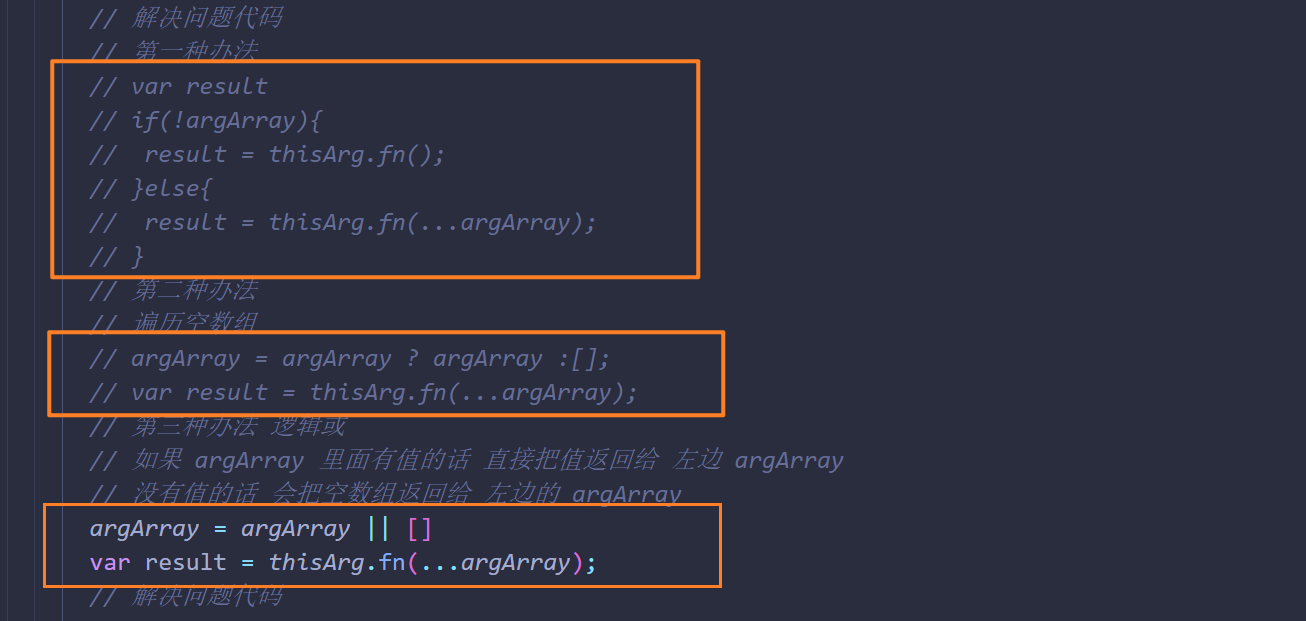 // 解决问题代码
// 第一种办法
// var result
// if(!argArray){
//  result = thisArg.fn();
// }else{
//  result = thisArg.fn(...argArray);
// }
// 第二种办法
// 遍历空数组
// argArray = argArray ? argArray :[];
// var result = thisArg.fn(...argArray);
// 第三种办法 逻辑或
// 如果 argArray 里面有值的话 直接把值返回给 左边 argArray
// 没有值的话 会把空数组返回给 左边的 argArray
argArray = argArray || []
var result = thisArg.fn(...argArray);
// 解决问题代码